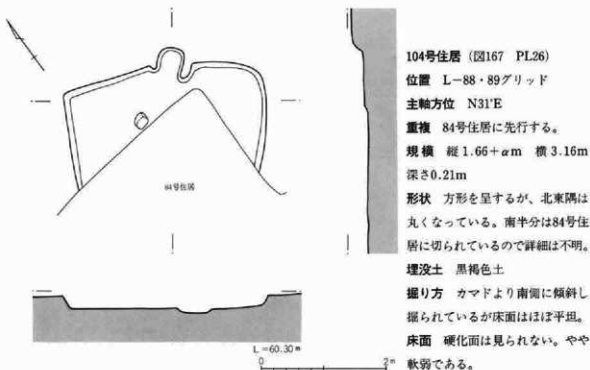 84号住居
L=60.30m
0
2m
104号住居 (図167 PL26)
位置 L-88・89グリッド
主軸方位 N31°E
重複 84号住居に先行する。
規模 縦1.66+αm 横3.16m
深さ0.21m
形状 方形を呈するが、北東隅は
丸くなっている。南半分は84号住
居に切られているので詳細は不明。
埋没土 黒褐色土
掘り方 カマドより南側に傾斜し
掘られているが床面はほぼ平坦。
床面 硬化面は見られない。やや
軟弱である。